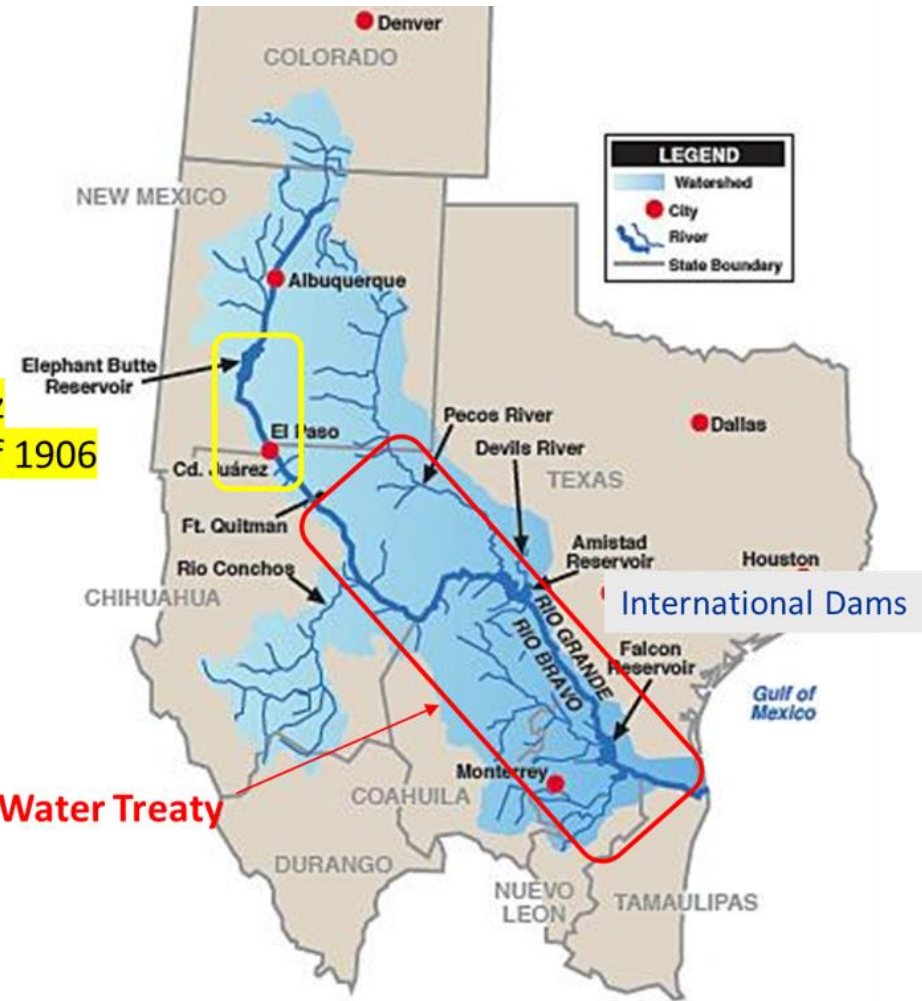 Denver
COLORADO
LEGEND
Watershed
City
River
State Boundary
NEW MEXICO
Albuquerque
Elephant Butte
Reservoir
1906
El Paso
Cd. Juárez
Pecos River
Devils River
Dallas
TEXAS
Ft. Quitman
Amistad
Reservoir
Houston
Rio Conchos
CHIHUAHUA
International Dams
RIO GRANDE
RIO BRAVO
Falcon
Reservoir
Gulf of
Mexico
Monterrey
Water Treaty
COAHUILA
DURANGO
NUEVO
LEON
TAMAULIPAS